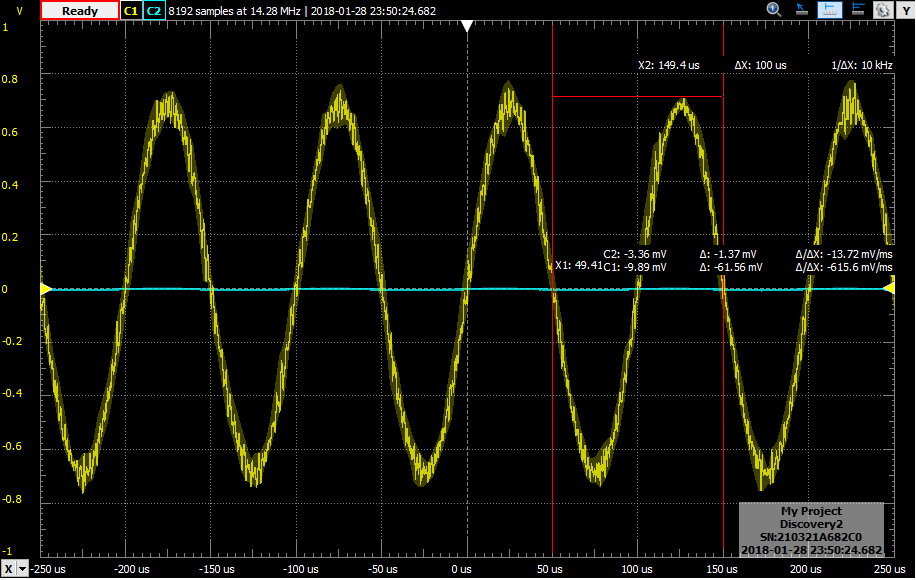 V Ready C1 C2 8192 samples at 14.28 MHz | 2018-01-28 23:50:24.682 Y
1
X2: 149.4 us ΔX: 100 us 1/ΔX: 10 kHz
0.8
0.6
0.4
0.2
C2: -3.36 mV Δ: -1.37 mV Δ/ΔX: -13.72 mV/ms
X1: 49.41 C1: -9.89 mV Δ: -61.56 mV Δ/ΔX: -615.6 mV/ms
0
-0.2
-0.4
-0.6
-0.8
My Project
Discovery2
SN:210321A682C0
2018-01-28 23:50:24.682
-1
X -250 us -200 us -150 us -100 us -50 us 0 us 50 us 100 us 150 us 200 us 250 us